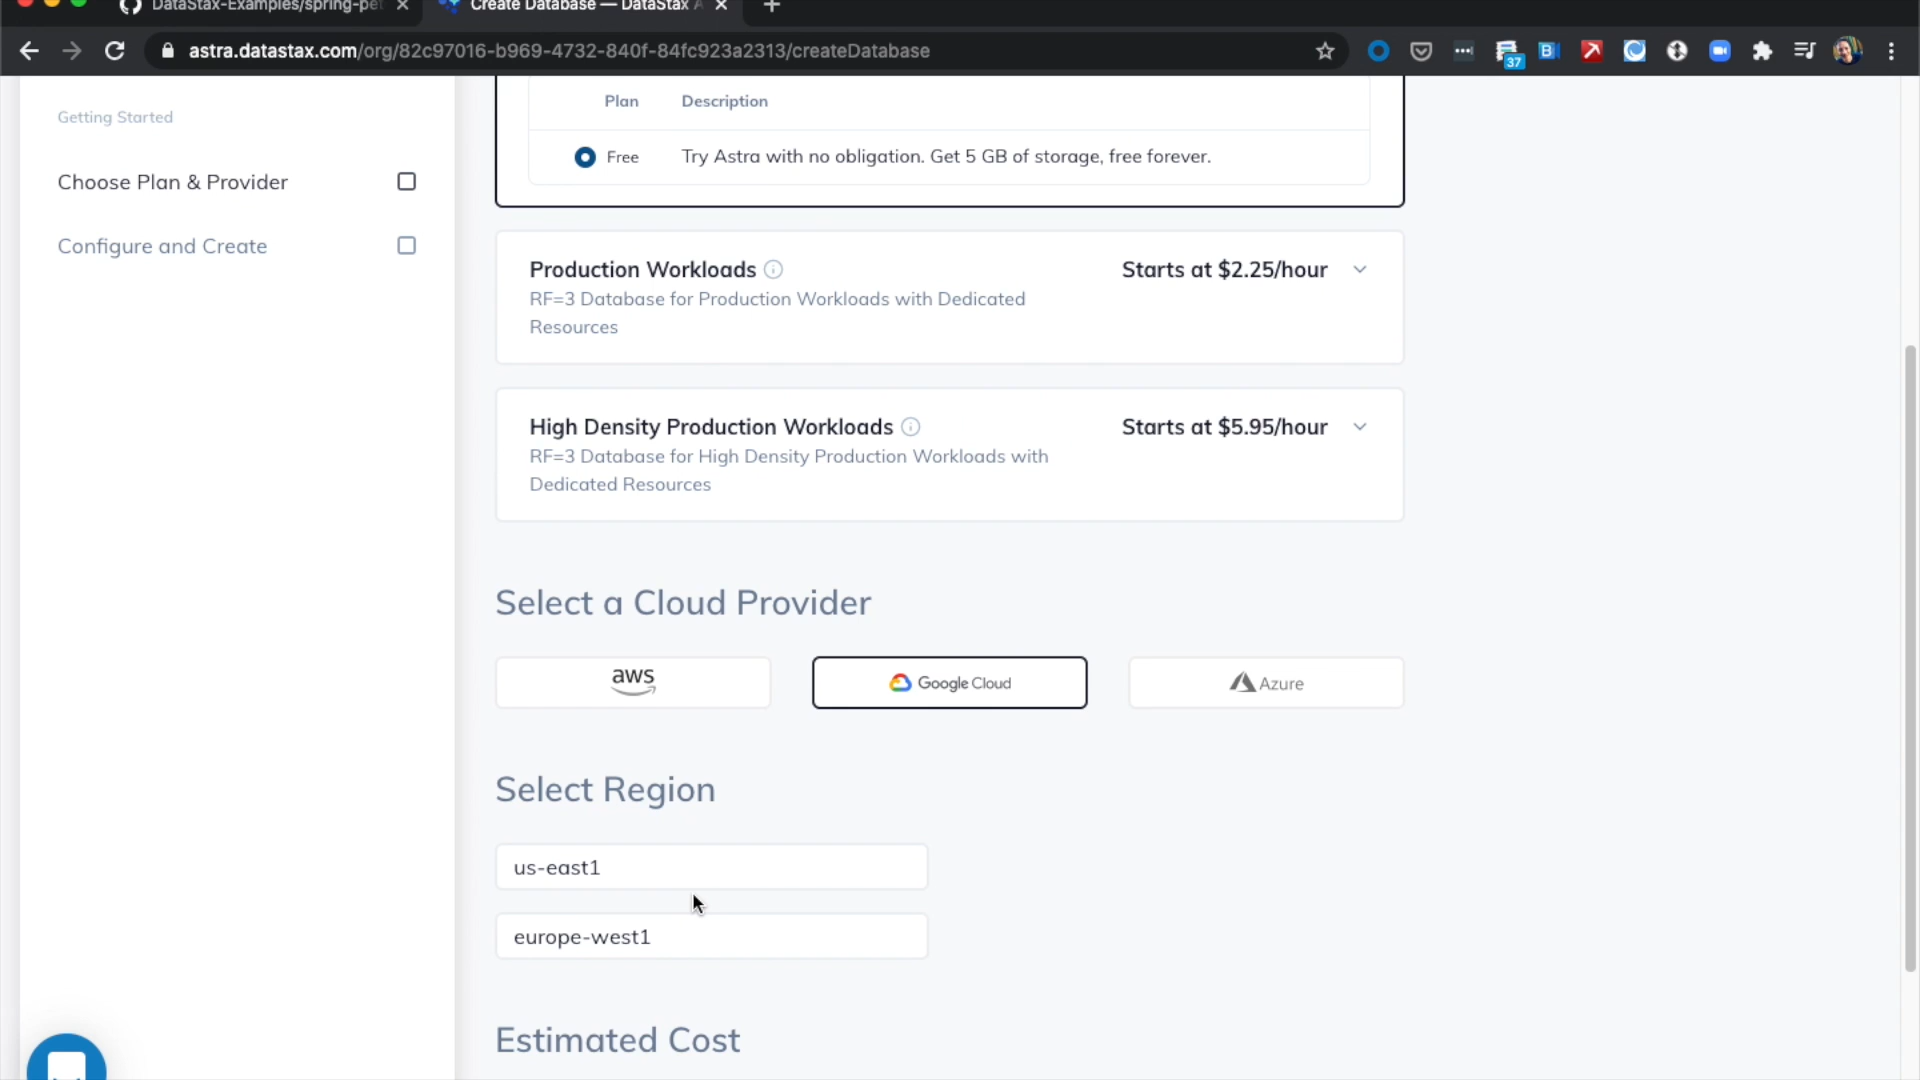 DataStax-Examples/spring-pet
Create Database — DataStax A
astra.datastax.com/org/82c97016-b969-4732-840f-84fc923a2313/createDatabase
37
Getting Started
Choose Plan & Provider
Configure and Create
Plan Description
Free Try Astra with no obligation. Get 5 GB of storage, free forever.
Production Workloads Starts at $2.25/hour
RF=3 Database for Production Workloads with Dedicated
Resources
High Density Production Workloads Starts at $5.95/hour
RF=3 Database for High Density Production Workloads with
Dedicated Resources
Select a Cloud Provider
aws Google Cloud Azure
Select Region
us-east1
europe-west1
Estimated Cost